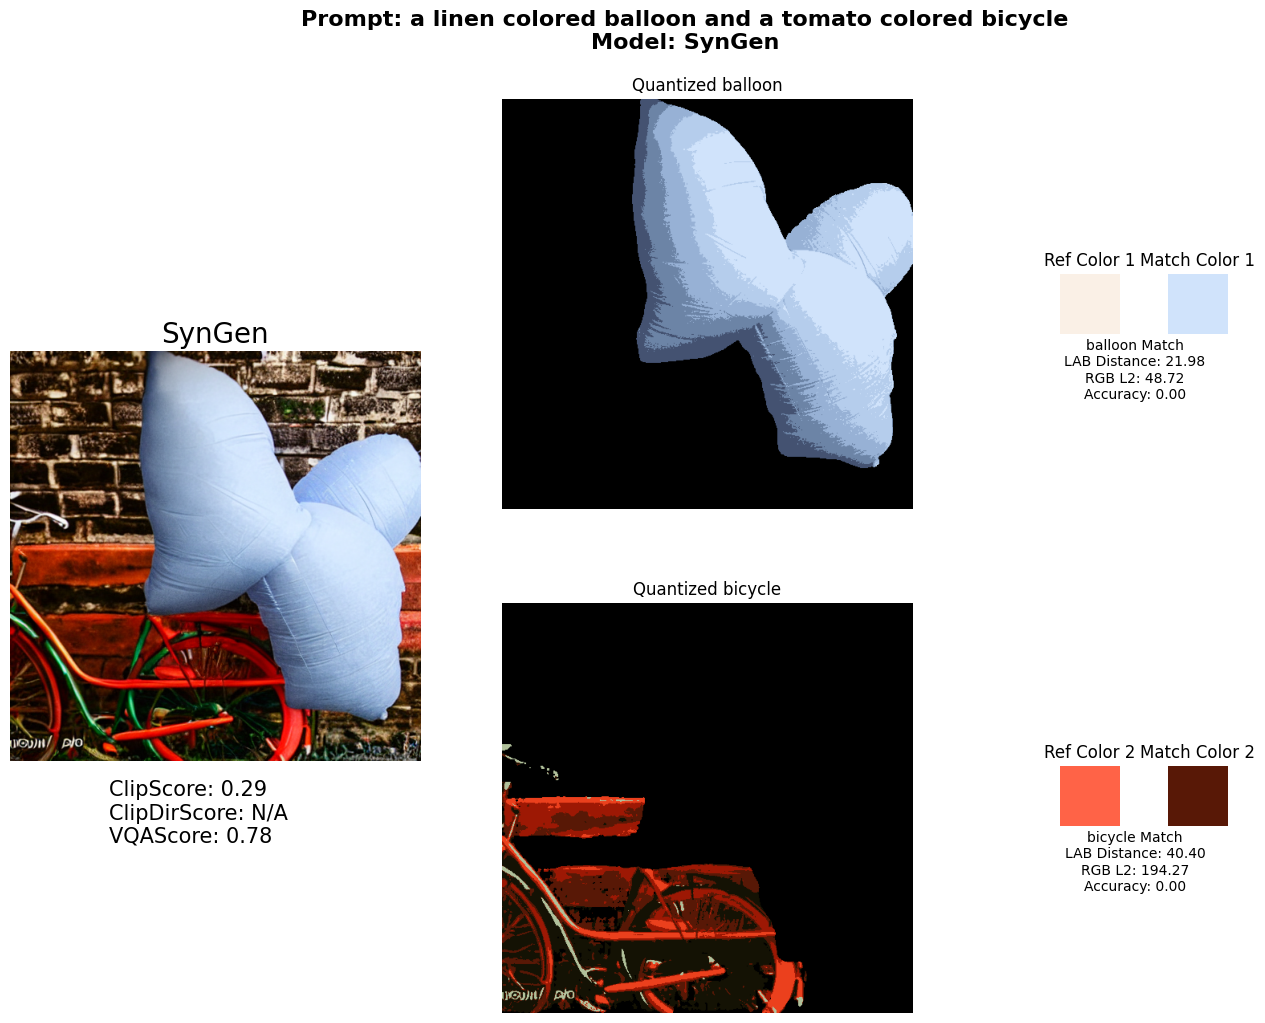 Prompt: a linen colored balloon and a tomato colored bicycle
Model: SynGen
Quantized balloon
Ref Color 1 Match Color 1
balloon Match
LAB Distance: 21.98
RGB L2: 48.72
Accuracy: 0.00
SynGen
ClipScore: 0.29
ClipDirScore: N/A
VQAScore: 0.78
Quantized bicycle
Ref Color 2 Match Color 2
bicycle Match
LAB Distance: 40.40
RGB L2: 194.27
Accuracy: 0.00